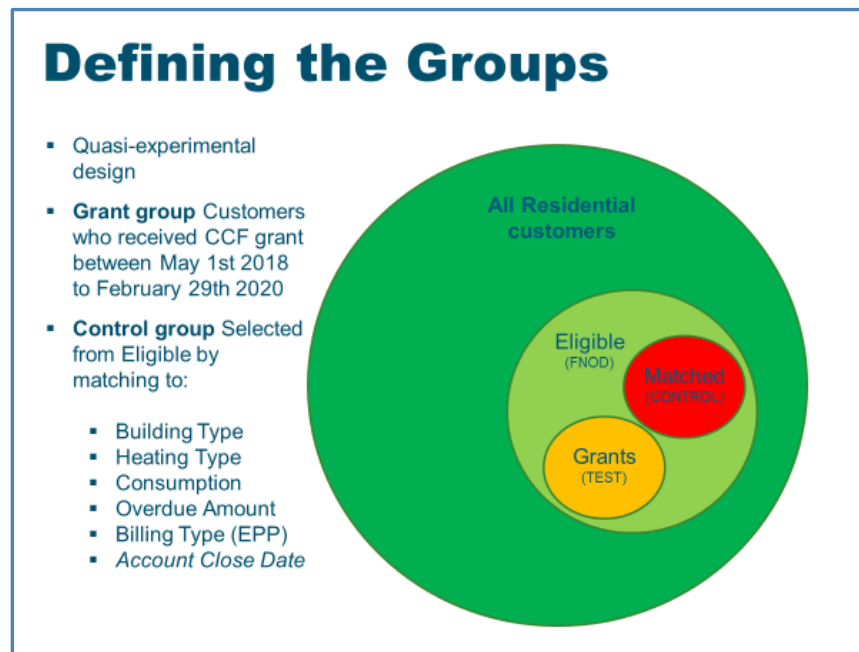 Defining the Groups
▪ Quasi-experimental
design
▪ Grant group Customers
who received CCF grant
between May 1st 2018
to February 29th 2020
▪ Control group Selected
from Eligible by
matching to:
▪ Building Type
▪ Heating Type
▪ Consumption
▪ Overdue Amount
▪ Billing Type (EPP)
▪ Account Close Date
All Residential
customers
Eligible
(FNOD)
Matched
(CONTROL)
Grants
(TEST)